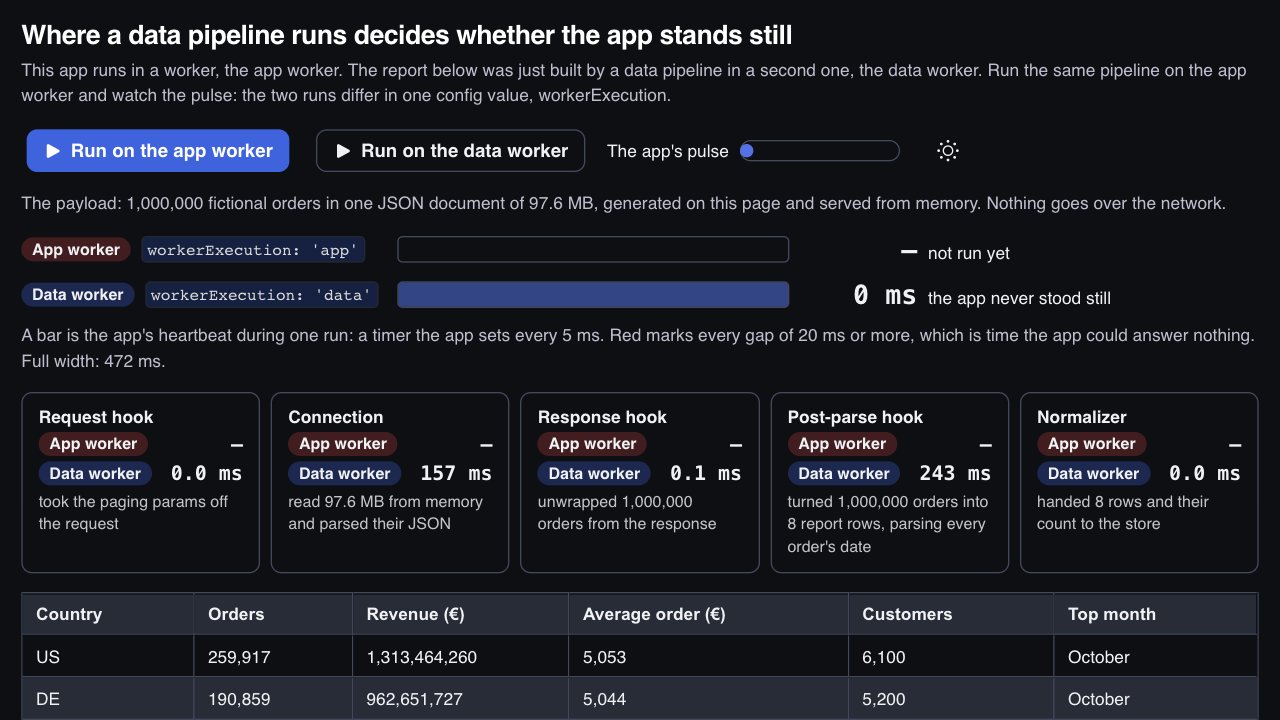 Where a data pipeline runs decides whether the app stands still
This app runs in a worker, the app worker. The report below was just built by a data pipeline in a second one, the data worker. Run the same pipeline on the app
worker and watch the pulse: the two runs differ in one config value, workerExecution.
Run on the app worker
Run on the data worker
The app's pulse
The payload: 1,000,000 fictional orders in one JSON document of 97.6 MB, generated on this page and served from memory. Nothing goes over the network.
App worker workerExecution: 'app' — not run yet
Data worker workerExecution: 'data' 0 ms the app never stood still
A bar is the app's heartbeat during one run: a timer the app sets every 5 ms. Red marks every gap of 20 ms or more, which is time the app could answer nothing.
Full width: 472 ms.
Request hook
App worker —
Data worker 0.0 ms
took the paging params off
the request
Connection
App worker —
Data worker 157 ms
read 97.6 MB from memory
and parsed their JSON
Response hook
App worker —
Data worker 0.1 ms
unwrapped 1,000,000
orders from the response
Post-parse hook
App worker —
Data worker 243 ms
turned 1,000,000 orders into
8 report rows, parsing every
order's date
Normalizer
App worker —
Data worker 0.0 ms
handed 8 rows and their
count to the store
Country Orders Revenue (€) Average order (€) Customers Top month
US 259,917 1,313,464,260 5,053 6,100 October
DE 190,859 962,651,727 5,044 5,200 October